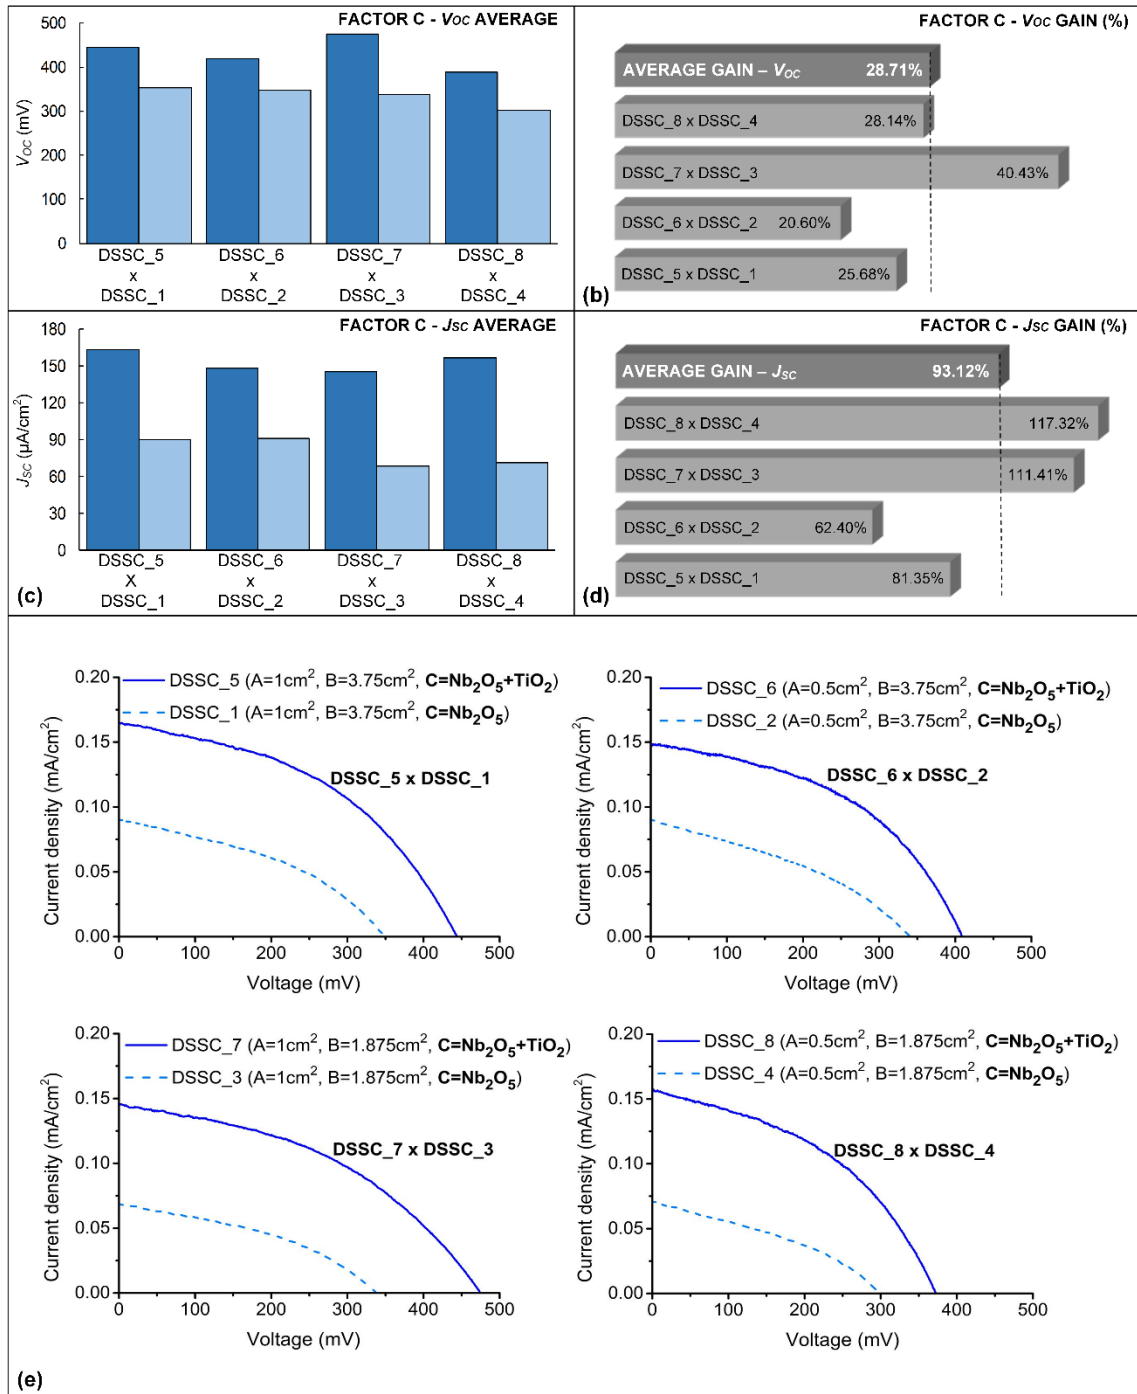 FACTOR C - VOC AVERAGE
500
400
300
200
100
0
VOC (mV)
DSSC_5
x
DSSC_1
DSSC_6
x
DSSC_2
DSSC_7
x
DSSC_3
DSSC_8
x
DSSC_4
FACTOR C - VOC GAIN (%)
AVERAGE GAIN – VOC 28.71%
DSSC_8 x DSSC_4 28.14%
DSSC_7 x DSSC_3 40.43%
DSSC_6 x DSSC_2 20.60%
DSSC_5 x DSSC_1 25.68%
(b)
FACTOR C - JSC AVERAGE
180
150
120
90
60
30
0
JSC (µA/cm²)
DSSC_5
X
DSSC_1
DSSC_6
x
DSSC_2
DSSC_7
x
DSSC_3
DSSC_8
x
DSSC_4
(c)
FACTOR C - JSC GAIN (%)
AVERAGE GAIN – JSC 93.12%
DSSC_8 x DSSC_4 117.32%
DSSC_7 x DSSC_3 111.41%
DSSC_6 x DSSC_2 62.40%
DSSC_5 x DSSC_1 81.35%
(d)
DSSC_5 (A=1cm², B=3.75cm², C=Nb₂O₅+TiO₂)
DSSC_1 (A=1cm², B=3.75cm², C=Nb₂O₅)
DSSC_5 x DSSC_1
0.20
0.15
0.10
0.05
0.00
Current density (mA/cm²)
0 100 200 300 400 500
Voltage (mV)
DSSC_6 (A=0.5cm², B=3.75cm², C=Nb₂O₅+TiO₂)
DSSC_2 (A=0.5cm², B=3.75cm², C=Nb₂O₅)
DSSC_6 x DSSC_2
0.20
0.15
0.10
0.05
0.00
Current density (mA/cm²)
0 100 200 300 400 500
Voltage (mV)
DSSC_7 (A=1cm², B=1.875cm², C=Nb₂O₅+TiO₂)
DSSC_3 (A=1cm², B=1.875cm², C=Nb₂O₅)
DSSC_7 x DSSC_3
0.20
0.15
0.10
0.05
0.00
Current density (mA/cm²)
0 100 200 300 400 500
Voltage (mV)
DSSC_8 (A=0.5cm², B=1.875cm², C=Nb₂O₅+TiO₂)
DSSC_4 (A=0.5cm², B=1.875cm², C=Nb₂O₅)
DSSC_8 x DSSC_4
0.20
0.15
0.10
0.05
0.00
Current density (mA/cm²)
0 100 200 300 400 500
Voltage (mV)
(e)